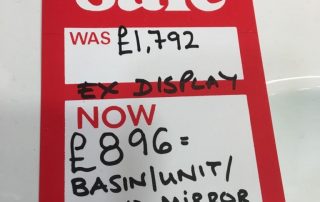 Sale
WAS £1,792
EX DISPLAY
NOW
£896=
BASIN/UNIT/
MIRROR